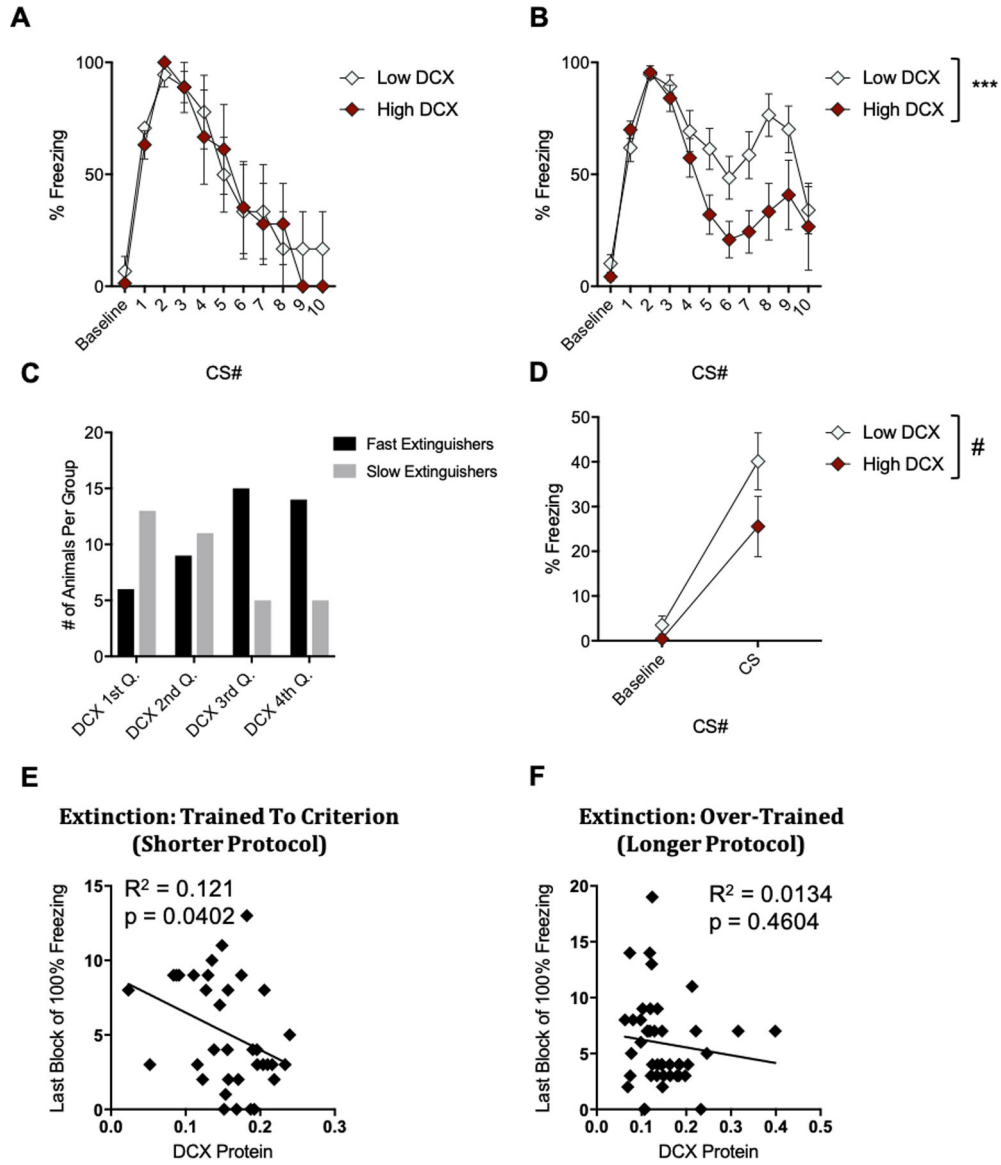 A
100
50
0
% Freezing
Baseline
1
2
3
4
5
6
7
8
9
10
CS#
Low DCX
High DCX
B
100
50
0
% Freezing
Baseline
1
2
3
4
5
6
7
8
9
10
CS#
Low DCX
High DCX
***
C
20
15
10
5
0
# of Animals Per Group
DCX 1st Q.
DCX 2nd Q.
DCX 3rd Q.
DCX 4th Q.
Fast Extinguishers
Slow Extinguishers
D
50
40
30
20
10
0
% Freezing
Baseline
CS
CS#
Low DCX
High DCX
#
E
Extinction: Trained To Criterion
(Shorter Protocol)
R² = 0.121
p = 0.0402
15
10
5
0
Last Block of 100% Freezing
0.0
0.1
0.2
0.3
DCX Protein
F
Extinction: Over-Trained
(Longer Protocol)
R² = 0.0134
p = 0.4604
20
15
10
5
0
Last Block of 100% Freezing
0.0
0.1
0.2
0.3
0.4
0.5
DCX Protein